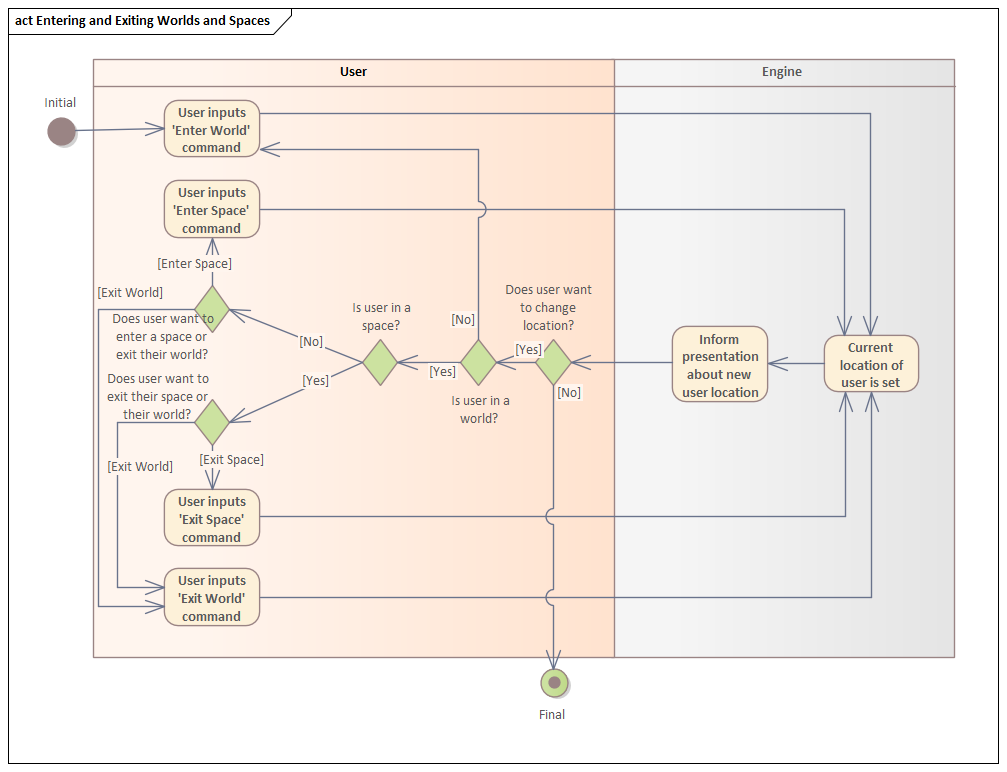 act Entering and Exiting Worlds and Spaces
User
Engine
Initial
User inputs
'Enter World'
command
User inputs
'Enter Space'
command
[Enter Space]
[Exit World]
Does user want to
enter a space or
exit their world?
Does user want to
exit their space or
their world?
[No]
[Yes]
Is user in a
space?
[Yes]
[No]
Is user in a
world?
Does user want
to change
location?
[Yes]
[No]
Inform
presentation
about new
user location
Current
location of
user is set
[Exit World]
[Exit Space]
User inputs
'Exit Space'
command
User inputs
'Exit World'
command
Final